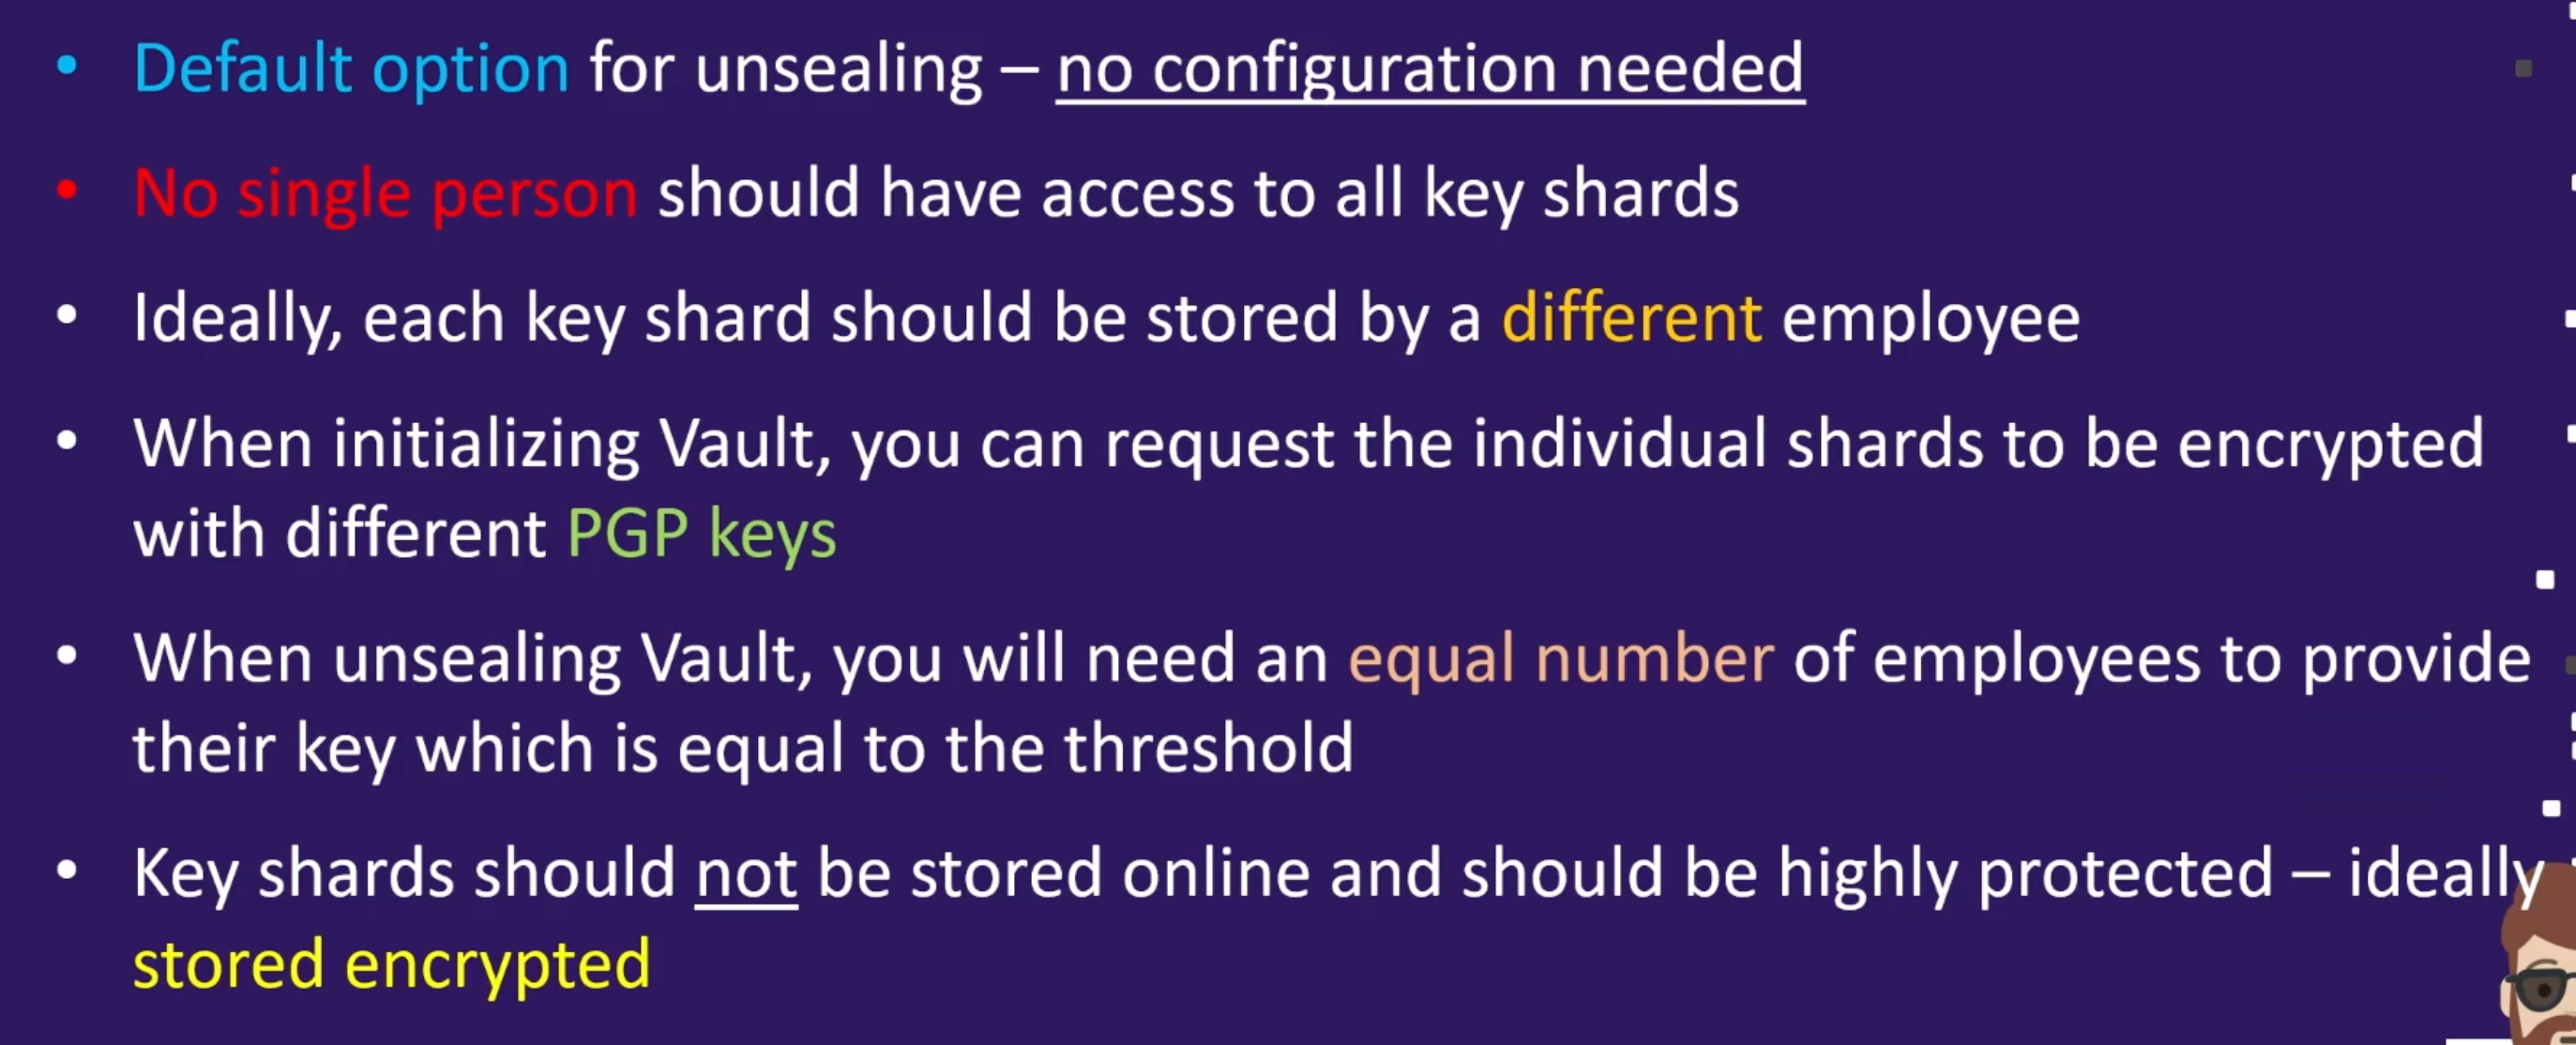 • Default option for unsealing – no configuration needed
• No single person should have access to all key shards
• Ideally, each key shard should be stored by a different employee
• When initializing Vault, you can request the individual shards to be encrypted
with different PGP keys
• When unsealing Vault, you will need an equal number of employees to provide
their key which is equal to the threshold
• Key shards should not be stored online and should be highly protected – ideally
stored encrypted